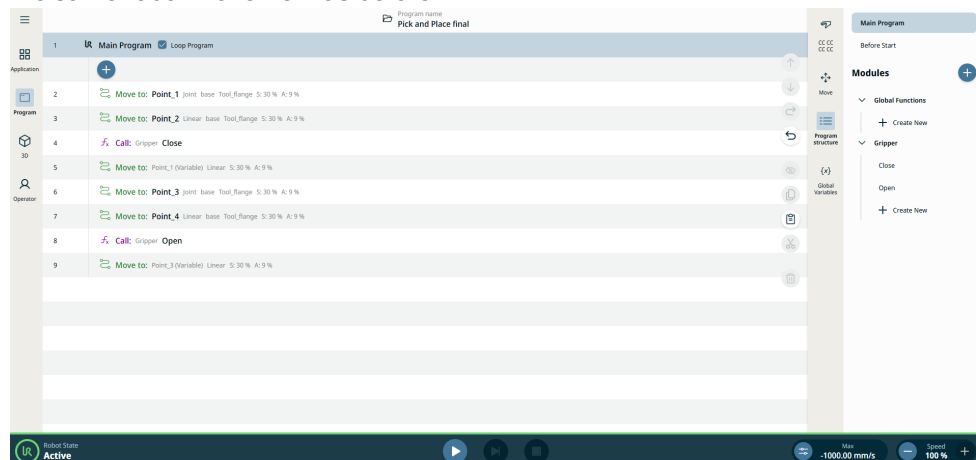 Program name
Pick and Place final
1 Main Program Loop Program
2 Move to: Point_1 Joint base Tool_flange S: 30 % A: 9 %
3 Move to: Point_2 Linear base Tool_flange S: 30 % A: 9 %
4 Call: Gripper Close
5 Move to: Point_1 (Variable) Linear S: 30 % A: 9 %
6 Move to: Point_3 Joint base Tool_flange S: 30 % A: 9 %
7 Move to: Point_4 Linear base Tool_flange S: 30 % A: 9 %
8 Call: Gripper Open
9 Move to: Point_3 (Variable) Linear S: 30 % A: 9 %
Application
Program
3D
Operator
CC CC
CC CC
Move
Program
structure
{x}
Global
Variables
Main Program
Before Start
Modules
Global Functions
Create New
Gripper
Close
Open
Create New
Robot State
Active
Max
-1000.00 mm/s
Speed
100 %